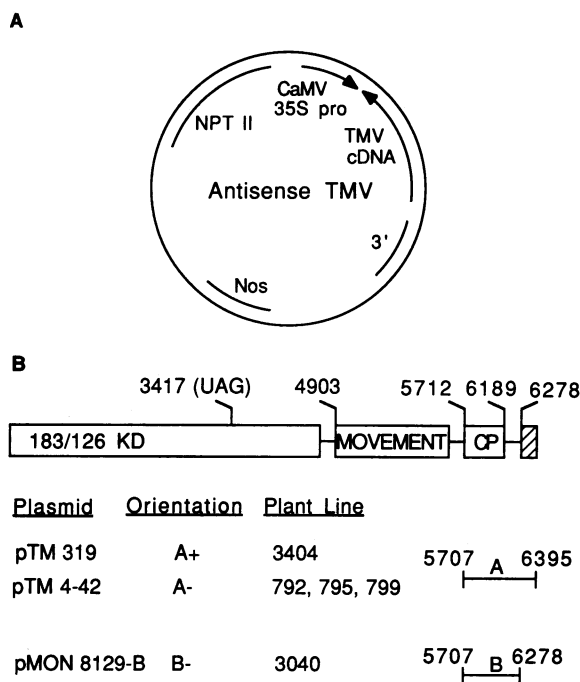 A
CaMV
35S pro
NPT II
TMV
cDNA
Antisense TMV
3'
Nos
B
3417 (UAG) 4903 5712 6189 6278
183/126 KD MOVEMENT CP
Plasmid Orientation Plant Line
pTM 319 A+ 3404 5707 A 6395
pTM 4-42 A- 792, 795, 799
pMON 8129-B B- 3040 5707 B 6278